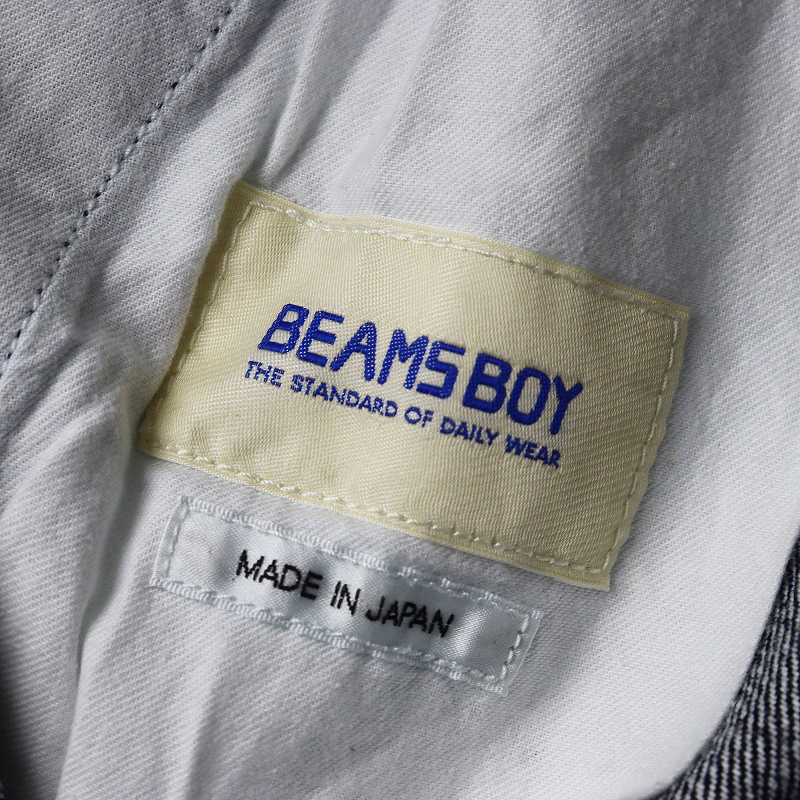 BEAMS BOY
THE STANDARD OF DAILY WEAR
MADE IN JAPAN